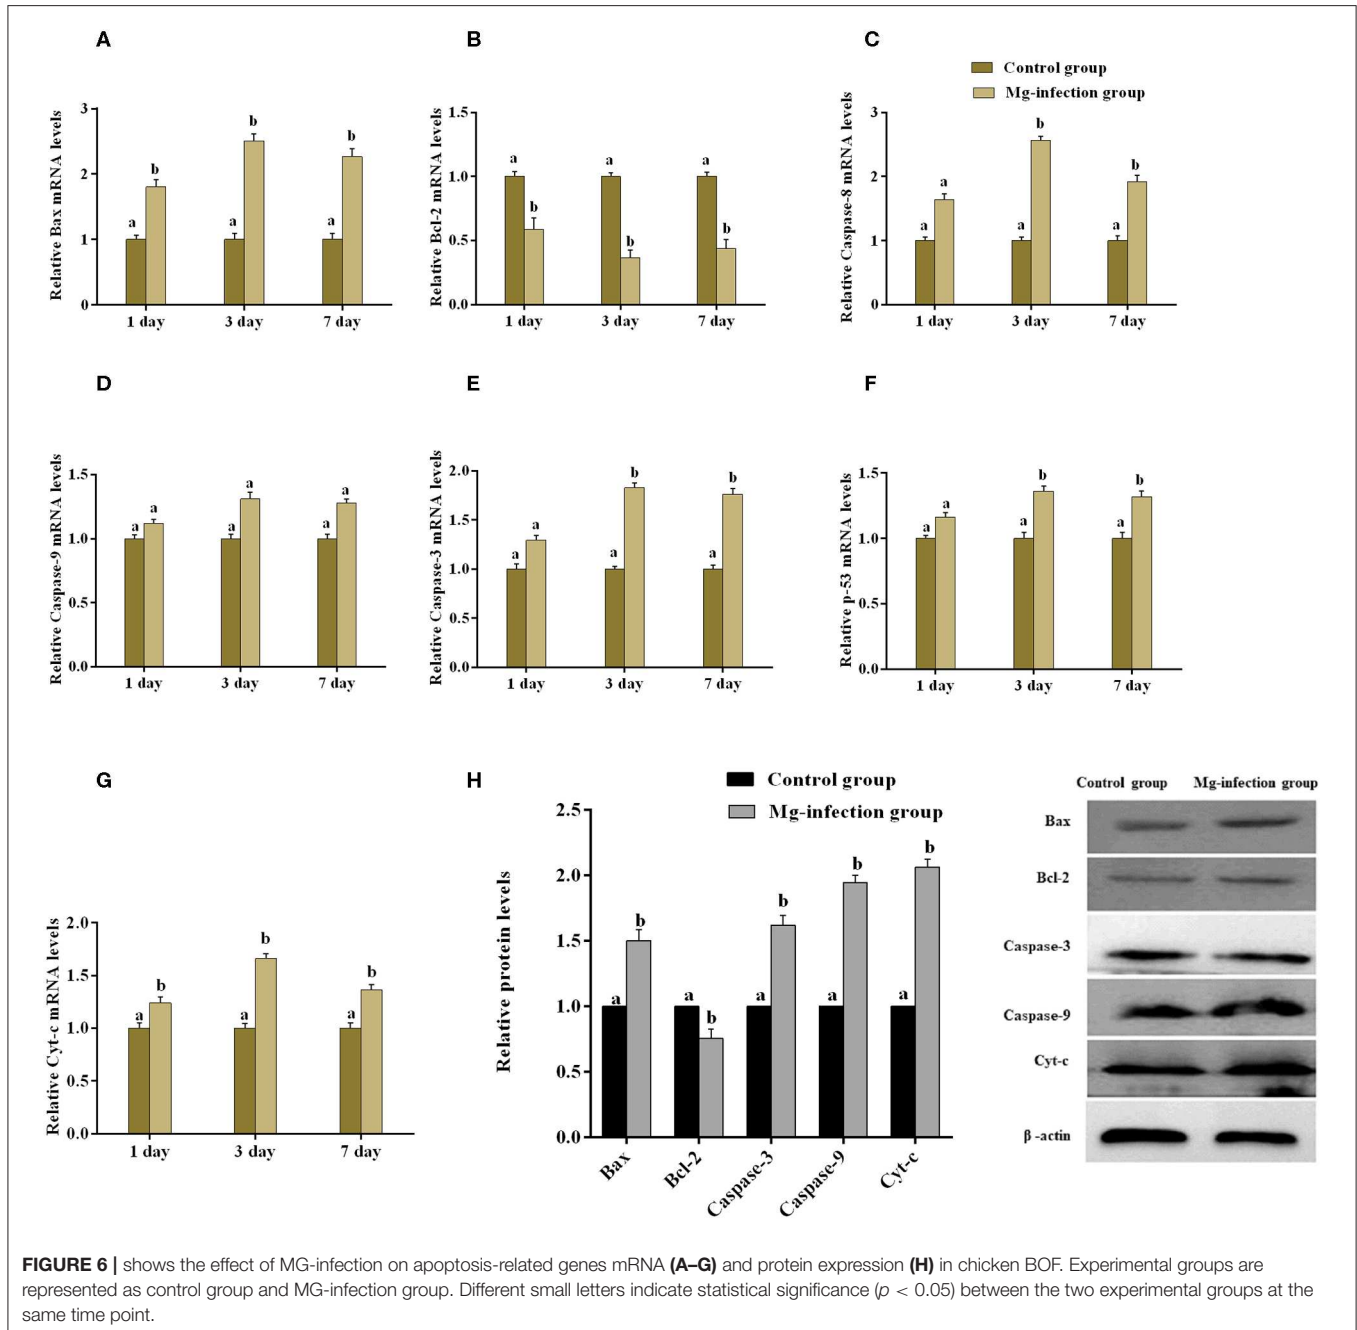 A
B
C
Control group
Mg-infection group
Relative Bax mRNA levels
3
2
1
0
a b a b a b
1 day 3 day 7 day
Relative Bcl-2 mRNA levels
1.5
1.0
0.5
0.0
a b a b a b
1 day 3 day 7 day
Relative Caspase-8 mRNA levels
3
2
1
0
a a a b a b
1 day 3 day 7 day
D
E
F
Relative Caspase-9 mRNA levels
1.5
1.0
0.5
0.0
a a a a a a
1 day 3 day 7 day
Relative Caspase-3 mRNA levels
2.0
1.5
1.0
0.5
0.0
a a a b a b
1 day 3 day 7 day
Relative p-53 mRNA levels
1.5
1.0
0.5
0.0
a a a b a b
1 day 3 day 7 day
G
H
Relative Cyt-c mRNA levels
2.0
1.5
1.0
0.5
0.0
a b a b a b
1 day 3 day 7 day
Control group
Mg-infection group
Relative protein levels
2.5
2.0
1.5
1.0
0.5
0.0
a b a b a b a b a b
Bax Bcl-2 Caspase-3 Caspase-9 Cyt-c
Control group Mg-infection group
Bax
Bcl-2
Caspase-3
Caspase-9
Cyt-c
β -actin
FIGURE 6 | shows the effect of MG-infection on apoptosis-related genes mRNA (A–G) and protein expression (H) in chicken BOF. Experimental groups are
represented as control group and MG-infection group. Different small letters indicate statistical significance (p < 0.05) between the two experimental groups at the
same time point.